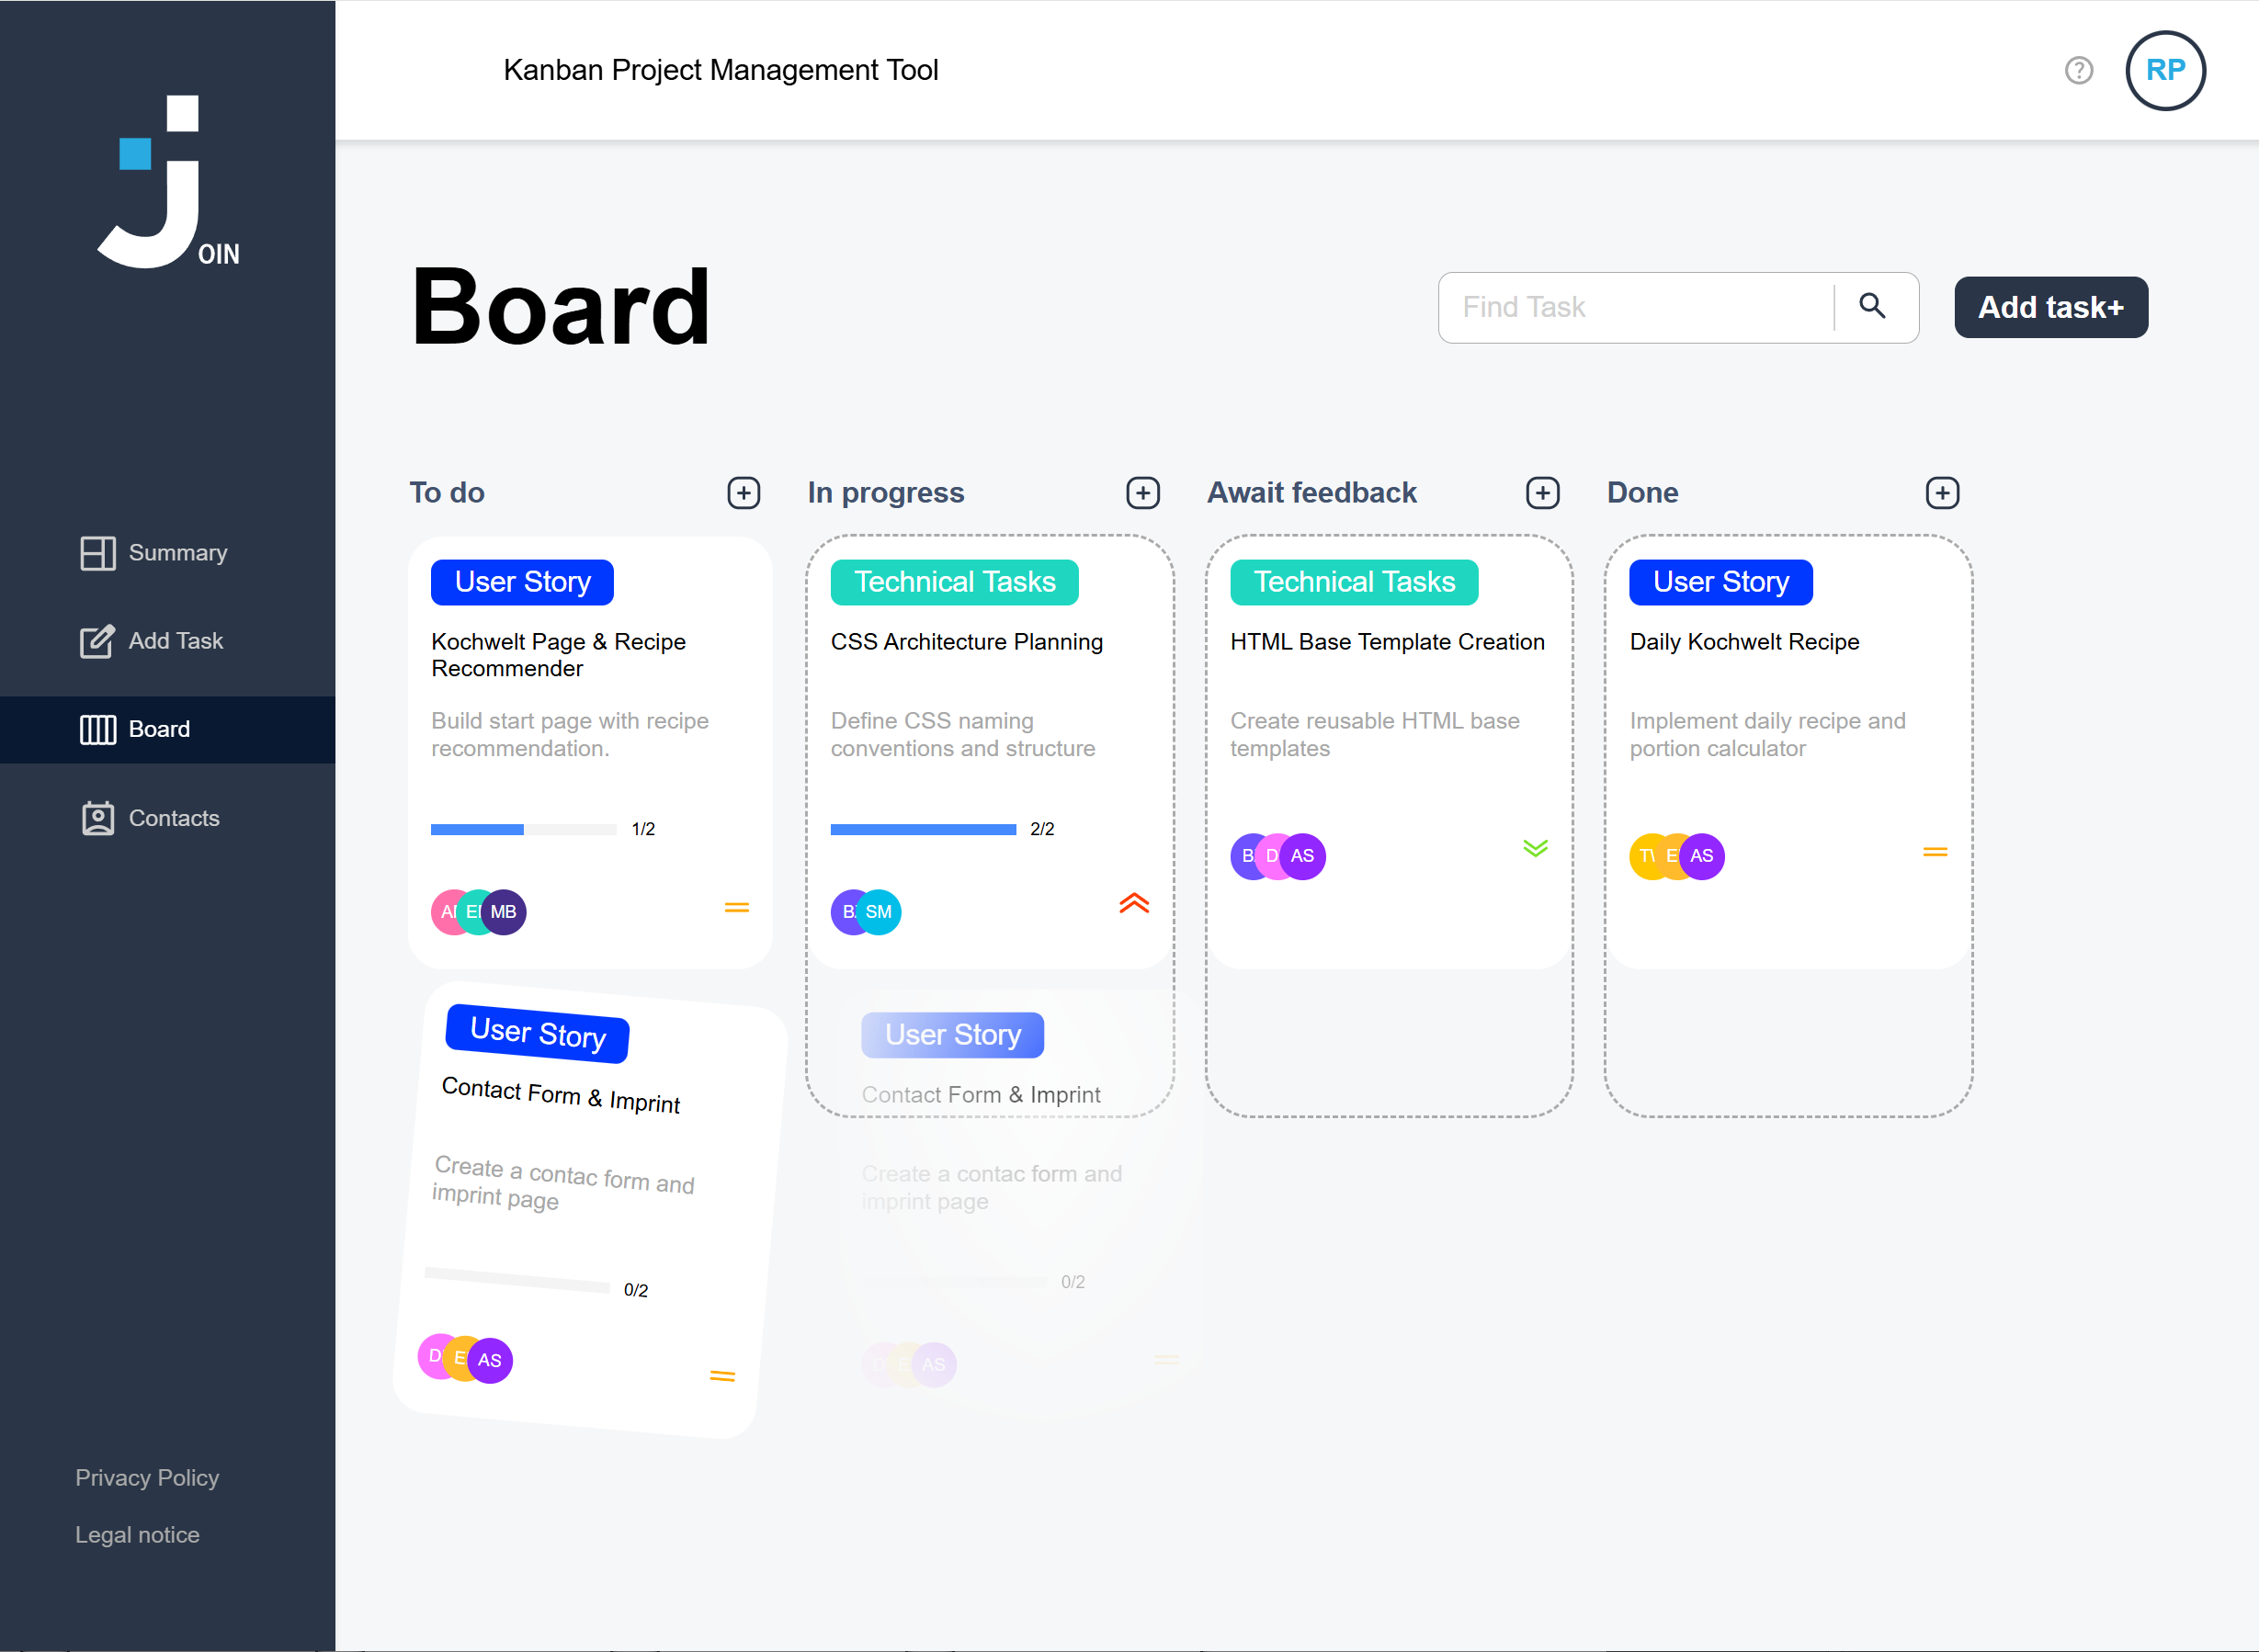 Kanban Project Management Tool
RP
OIN
Summary
Add Task
Board
Contacts
Privacy Policy
Legal notice
Board
Find Task
Add task+
To do
User Story
Kochwelt Page & Recipe
Recommender
Build start page with recipe
recommendation.
1/2
MB
User Story
Contact Form & Imprint
Create a contac form and
imprint page
0/2
D E AS
In progress
Technical Tasks
CSS Architecture Planning
Define CSS naming
conventions and structure
2/2
SM
User Story
Contact Form & Imprint
Create a contac form and
imprint page
0/2
D E AS
Await feedback
Technical Tasks
HTML Base Template Creation
Create reusable HTML base
templates
B D AS
Done
User Story
Daily Kochwelt Recipe
Implement daily recipe and
portion calculator
E AS